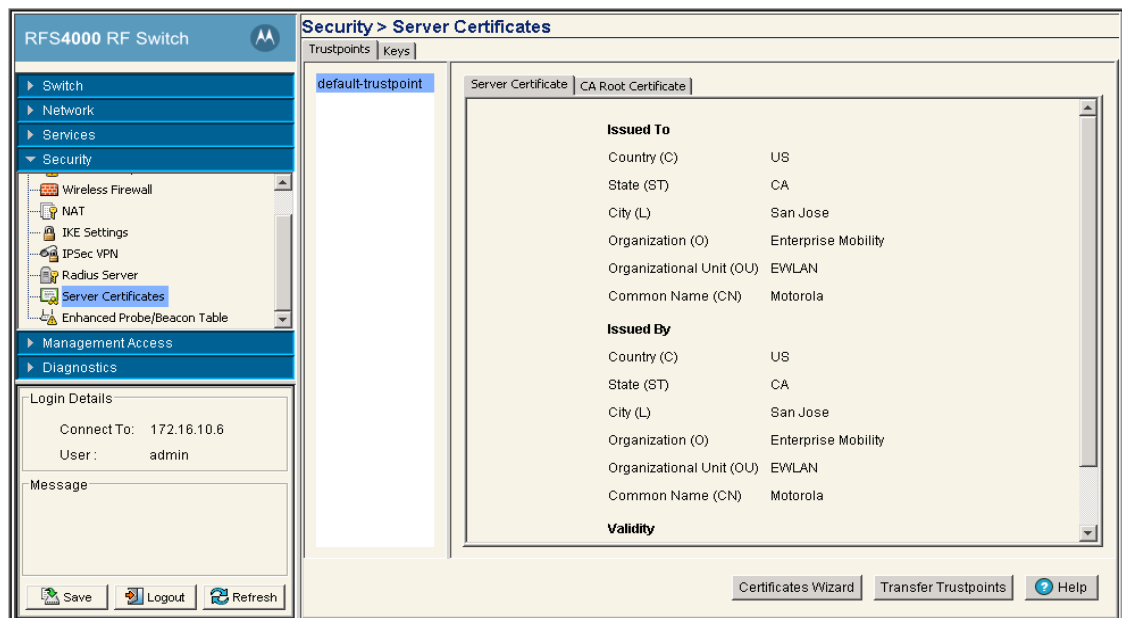 RFS4000 RF Switch
Switch
Network
Services
Security
Wireless Firewall
NAT
IKE Settings
IPSec VPN
Radius Server
Server Certificates
Enhanced Probe/Beacon Table
Management Access
Diagnostics
Login Details
Connect To: 172.16.10.6
User : admin
Message
Save Logout Refresh
Security > Server Certificates
Trustpoints Keys
default-trustpoint
Server Certificate CA Root Certificate
Issued To
Country (C) US
State (ST) CA
City (L) San Jose
Organization (O) Enterprise Mobility
Organizational Unit (OU) EWLAN
Common Name (CN) Motorola
Issued By
Country (C) US
State (ST) CA
City (L) San Jose
Organization (O) Enterprise Mobility
Organizational Unit (OU) EWLAN
Common Name (CN) Motorola
Validity
Certificates Wizard Transfer Trustpoints ? Help